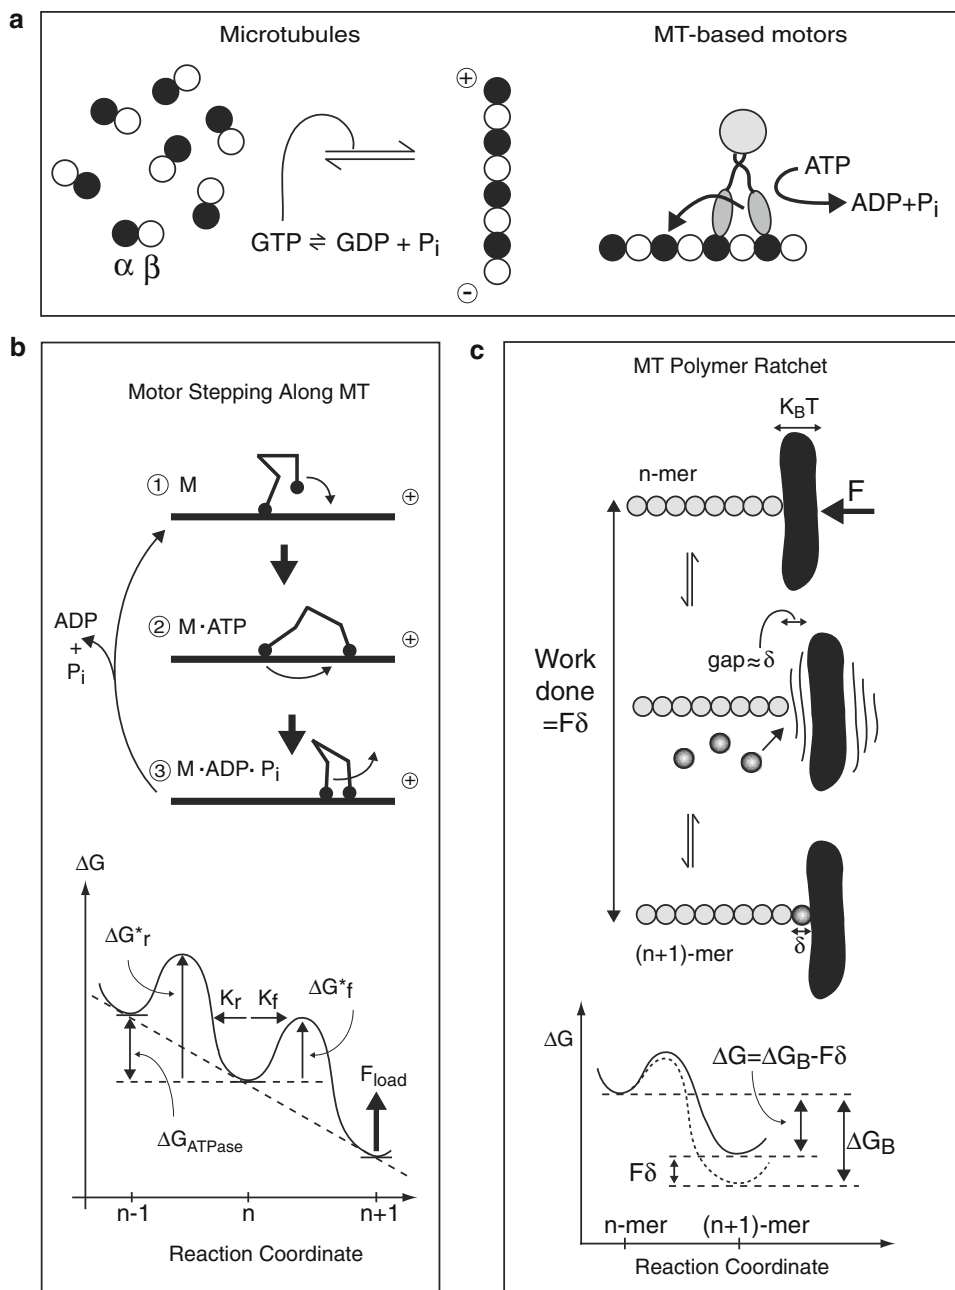 a
Microtubules
MT-based motors
α β
GTP ⇌ GDP + Pi
+
-
ATP
ADP+Pi
b
Motor Stepping Along MT
1 M
+
2 M·ATP
+
3 M·ADP·Pi
+
ADP
+
Pi
ΔG
ΔG*r
Kr Kf
ΔG*f
Fload
ΔGATPase
n-1 n n+1
Reaction Coordinate
c
MT Polymer Ratchet
KBT
n-mer
F
gap≈δ
Work
done
=Fδ
(n+1)-mer
δ
ΔG
ΔG=ΔGB-Fδ
ΔGB
Fδ
n-mer (n+1)-mer
Reaction Coordinate